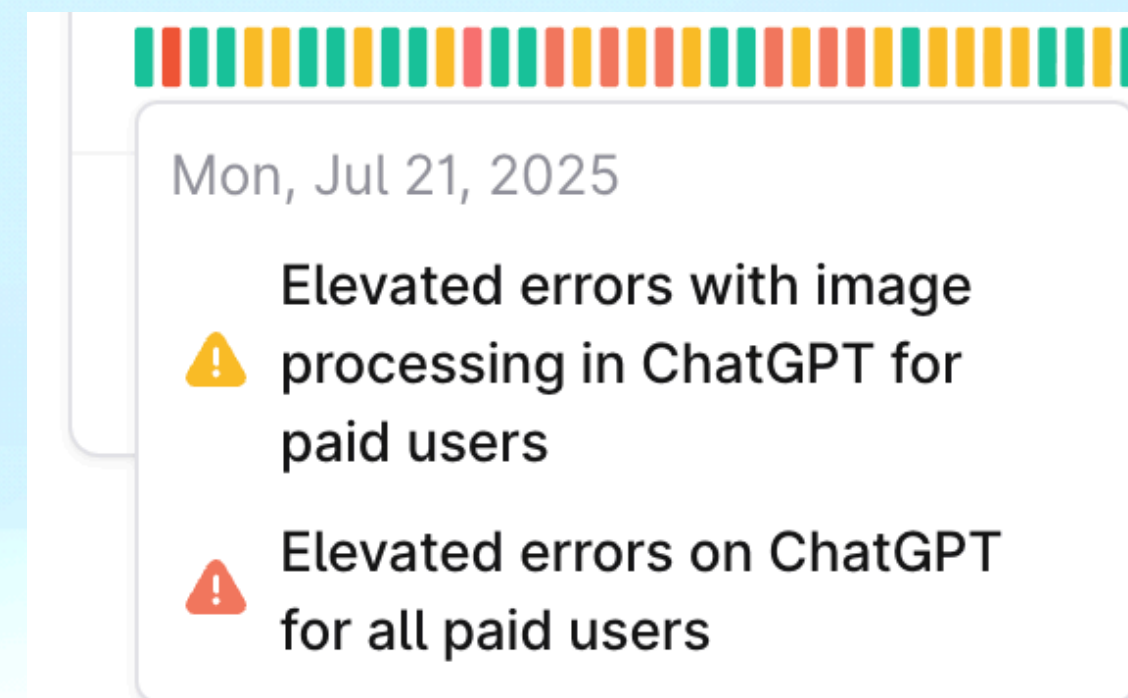 Mon, Jul 21, 2025
Elevated errors with image
processing in ChatGPT for
paid users
Elevated errors on ChatGPT
for all paid users